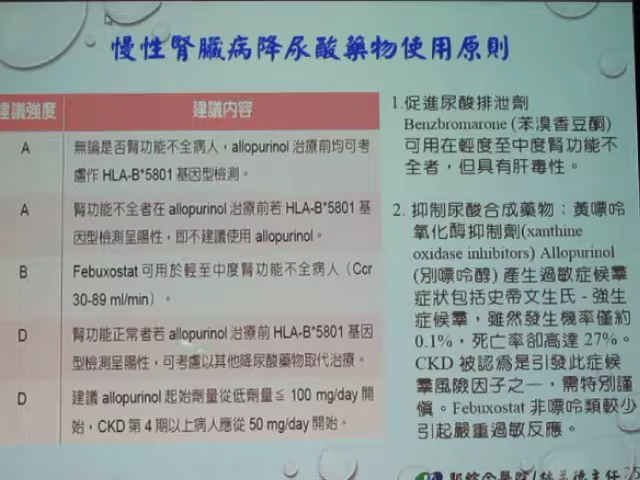 慢性腎臟病降尿酸藥物使用原則
建議強度
建議內容
A
無論是否腎功能不全病人，allopurinol 治療前均可考
慮作 HLA-B*5801 基因型檢測。
A
腎功能不全者在 allopurinol 治療前若 HLA-B*5801 基
因型檢測呈陽性，即不建議使用 allopurinol。
B
Febuxostat 可用於輕至中度腎功能不全病人（Ccr
30-89 ml/min）。
D
腎功能正常者若 allopurinol 治療前 HLA-B*5801 基因
型檢測呈陽性，可考慮以其他降尿酸藥物取代治療。
D
建議 allopurinol 起始劑量從低劑量≦ 100 mg/day 開
始，CKD 第 4 期以上病人應從 50 mg/day 開始。
1.促進尿酸排泄劑
Benzbromarone (苯溴香豆酮)
可用在輕度至中度腎功能不
全者，但具肝毒性。
2. 抑制尿酸合成藥物：黃嘌呤
氧化酶抑制劑(xanthine
oxidase inhibitors) Allopurinol
(別嘌呤醇) 產生過敏症候羣
症狀包括史帝文生氏 - 強生
症候羣，雖然發生機率僅約
0.1%，死亡率卻高達 27%。
CKD 被認為是引發此症候
羣風險因子之一，需特別謹
慎。Febuxostat 非嘌呤類較少
引起嚴重過敏反應。